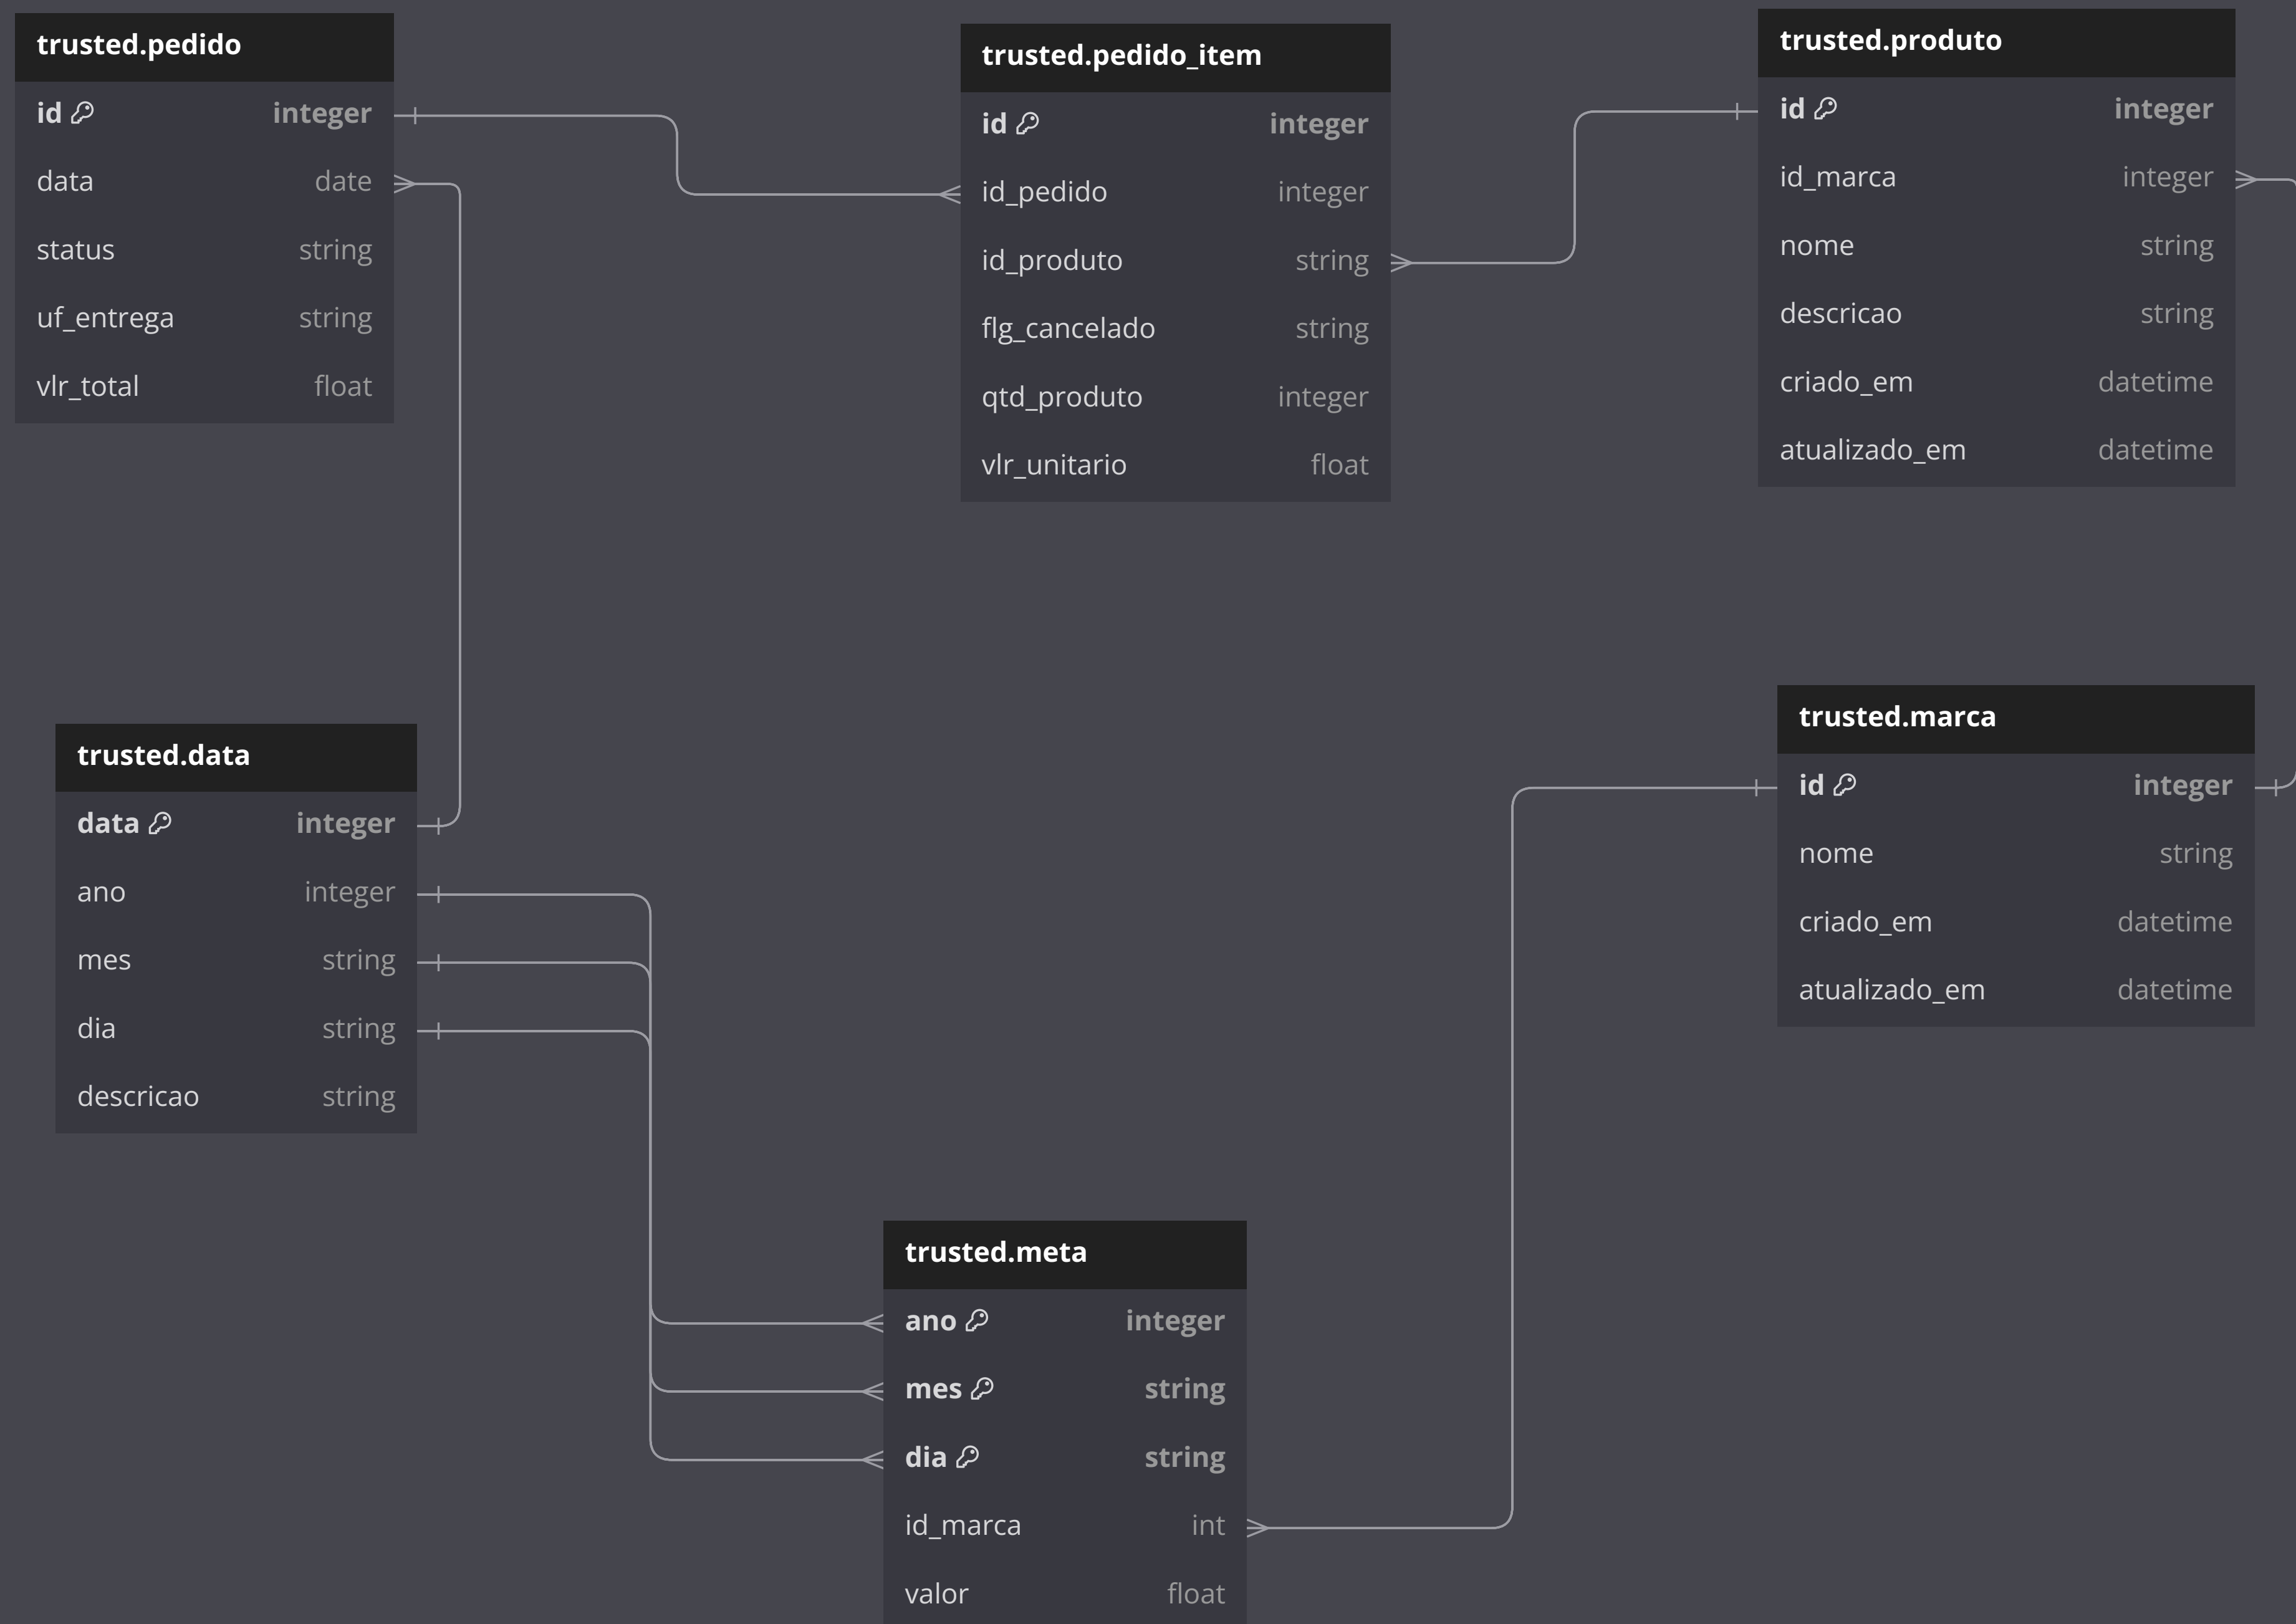 trusted.pedido
id integer
data date
status string
uf_entrega string
vlr_total float
trusted.pedido_item
id integer
id_pedido integer
id_produto string
flg_cancelado string
qtd_produto integer
vlr_unitario float
trusted.produto
id integer
id_marca integer
nome string
descricao string
criado_em datetime
atualizado_em datetime
trusted.data
data integer
ano integer
mes string
dia string
descricao string
trusted.marca
id integer
nome string
criado_em datetime
atualizado_em datetime
trusted.meta
ano integer
mes string
dia string
id_marca int
valor float